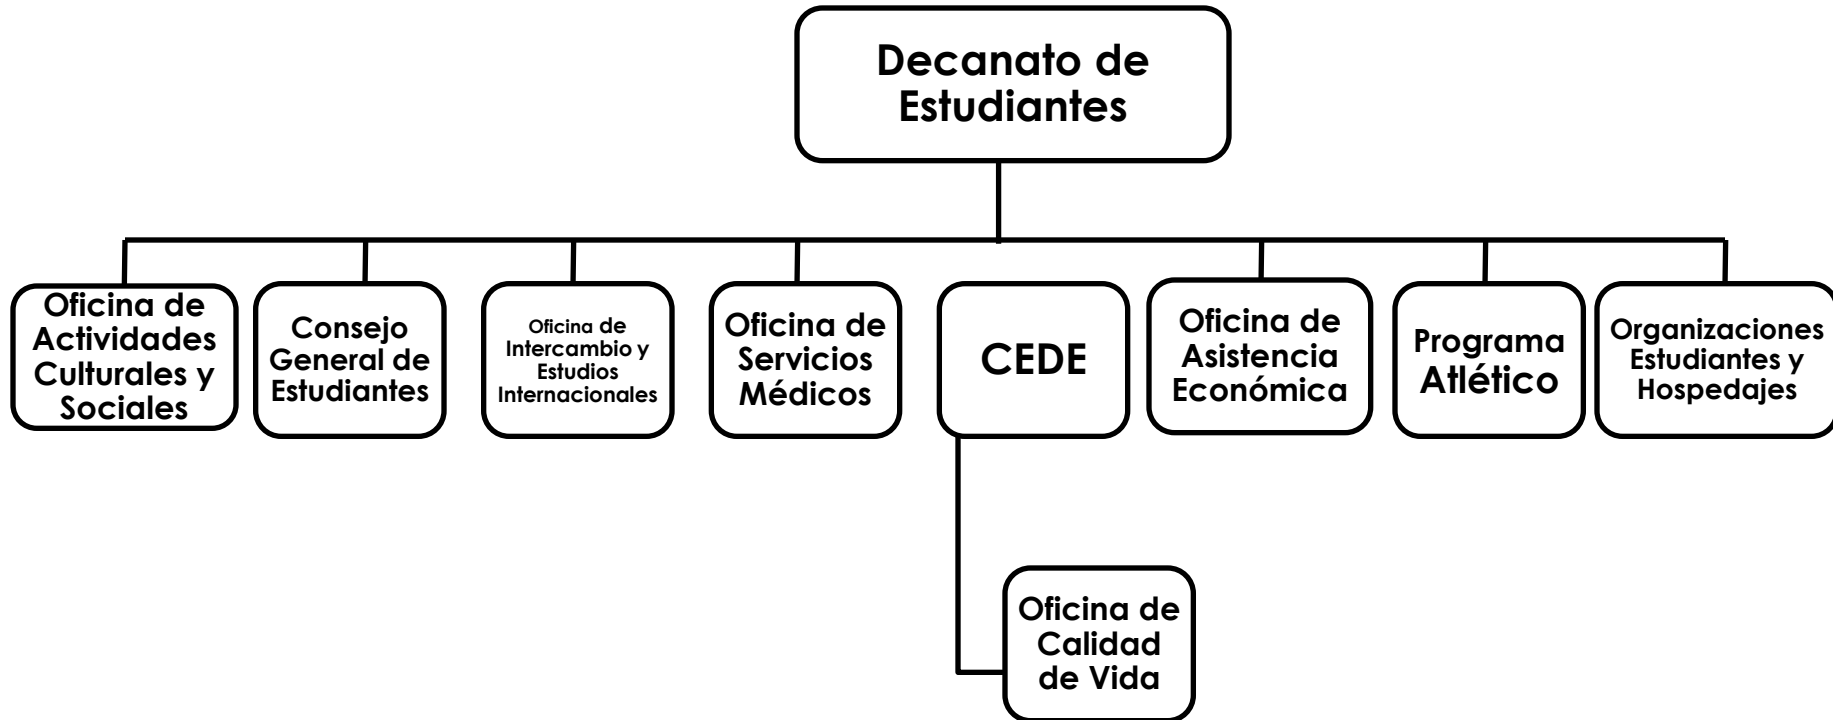 Decanato de
Estudiantes
Oficina de
Actividades
Culturales y
Sociales
Consejo
General de
Estudiantes
Oficina de
Intercambio y
Estudios
Internacionales
Oficina de
Servicios
Médicos
CEDE
Oficina de
Asistencia
Económica
Programa
Atlético
Organizaciones
Estudiantes y
Hospedajes
Oficina de
Calidad
de Vida